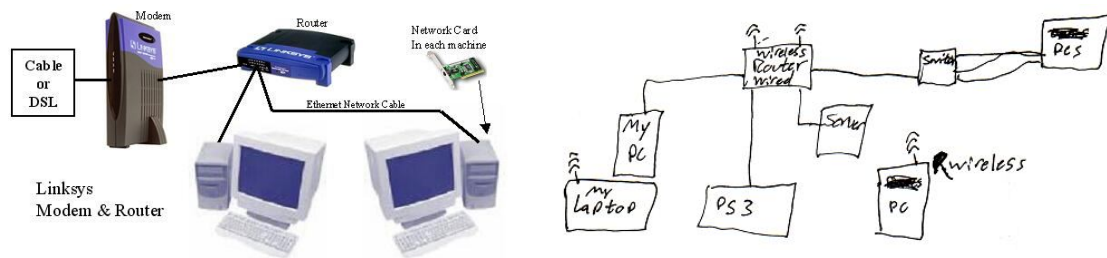 Modem
Router
Network Card
In each machine
Cable
or
DSL
LINKSYS
Ethernet Network Cable
Linksys
Modem & Router
wireless
Router
wired
Switch
PCs
My
PC
Server
My
Laptop
PS3
wireless
PC